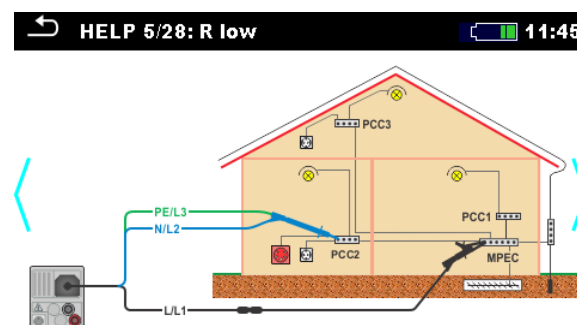 HELP 5/28: R low
11:45
PCC3
PE/L3
N/L2
PCC1
PCC2
MPEC
L/L1